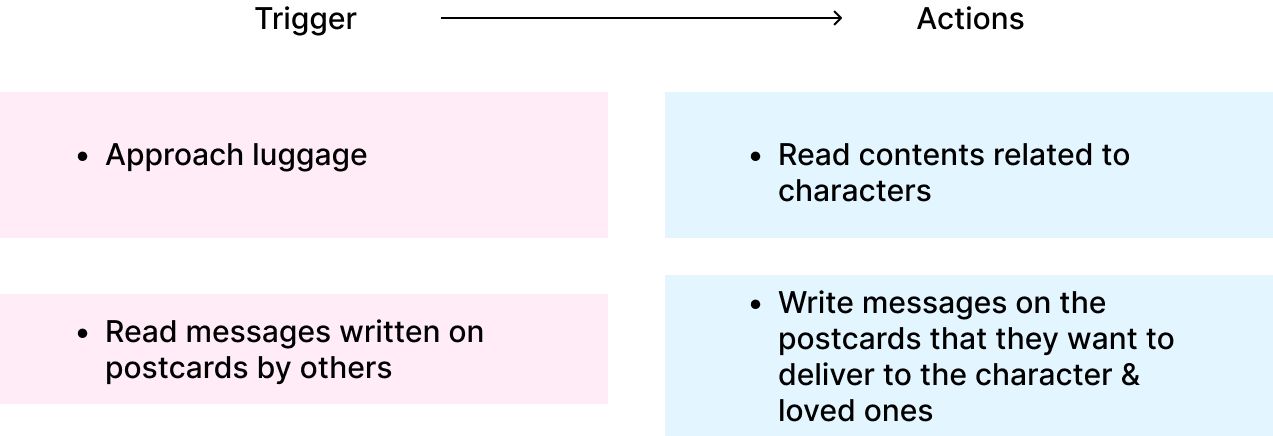 Trigger
Actions
• Approach luggage
• Read contents related to
characters
• Read messages written on
postcards by others
• Write messages on the
postcards that they want to
deliver to the character &
loved ones